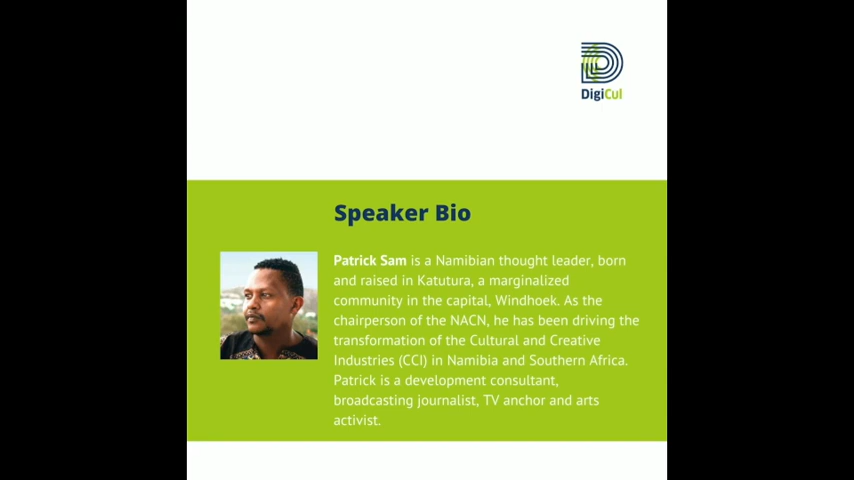 DigiCul
Speaker Bio
Patrick Sam is a Namibian thought leader, born
and raised in Katutura, a marginalized
community in the capital, Windhoek. As the
chairperson of the NACN, he has been driving the
transformation of the Cultural and Creative
Industries (CCI) in Namibia and Southern Africa.
Patrick is a development consultant,
broadcasting journalist, TV anchor and arts
activist.